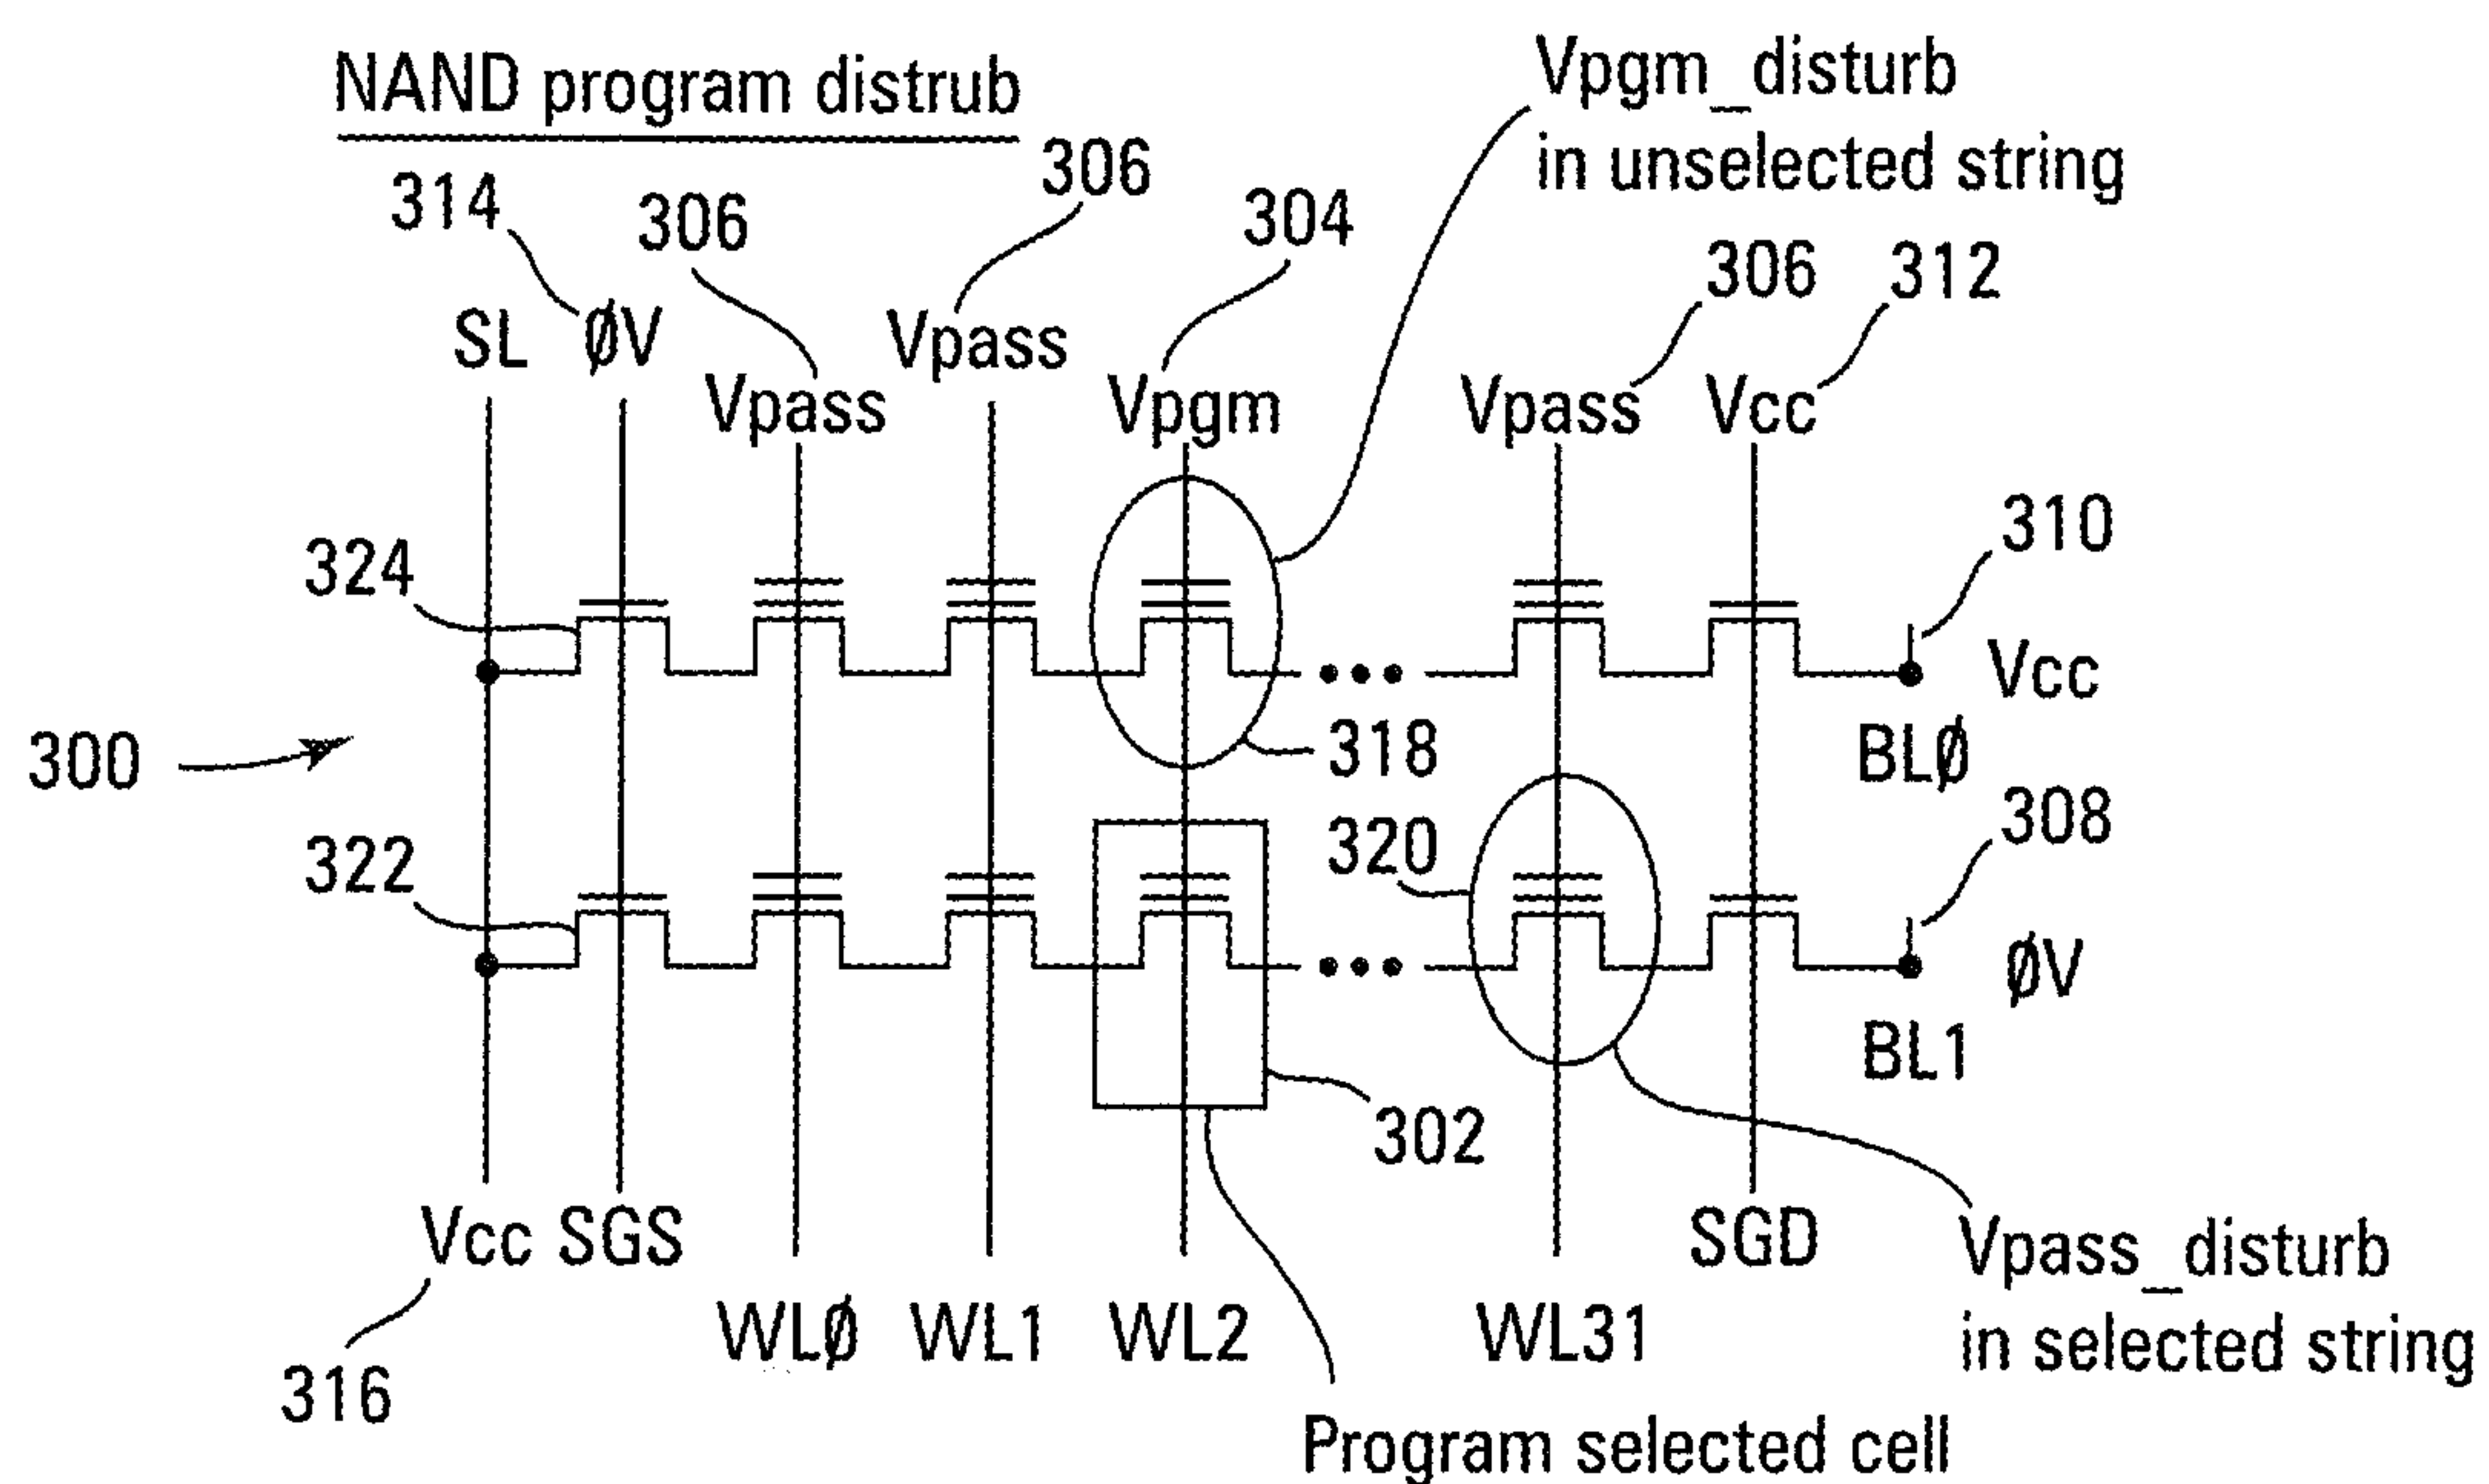 NAND program distrub
Vpgm_disturb
in unselected string
314
306
306
304
306
312
SL
ØV
Vpass
Vpass
Vpgm
Vpass
Vcc
324
310
Vcc
BLØ
318
300
322
320
308
ØV
BL1
302
Vcc
SGS
SGD
Vpass_disturb
in selected string
WLØ
WL1
WL2
WL31
316
Program selected cell